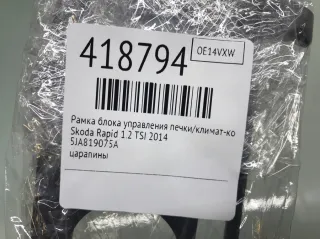 418794
OE14VXW
Рамка блока управления печки/климат-ко
Skoda Rapid 1.2 TSI 2014
5JA819075A
царапины